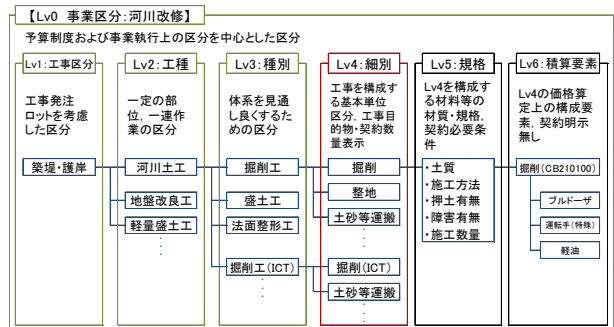 【Lv0 事業区分：河川改修】
予算制度および事業執行上の区分を中心とした区分
Lv1：工事区分
工事発注
ロットを考慮
した区分
築堤・護岸
Lv2：工種
一定の部
位，一連作
業の区分
河川土工
地盤改良工
軽量盛土工
・
・
・
Lv3：種別
体系を見通
し良くするた
めの区分
掘削工
盛土工
法面整形工
・
・
掘削工（ICT）
・
・
Lv4：細別
工事を構成す
る基本単位
区分，工事目
的物・契約数
量表示
掘削
整地
土砂等運搬
・
・
掘削（ICT）
土砂等運搬
・
・
Lv5：規格
Lv4を構成す
る材料等の
材質・規格，
契約必要条
件
・土質
・施工方法
・押土有無
・障害有無
・施工数量
Lv6：積算要素
Lv4の価格算
定上の構成要
素，契約明示
無し
掘削（CB210100）
ブルドーザ
運転手（特殊）
軽油